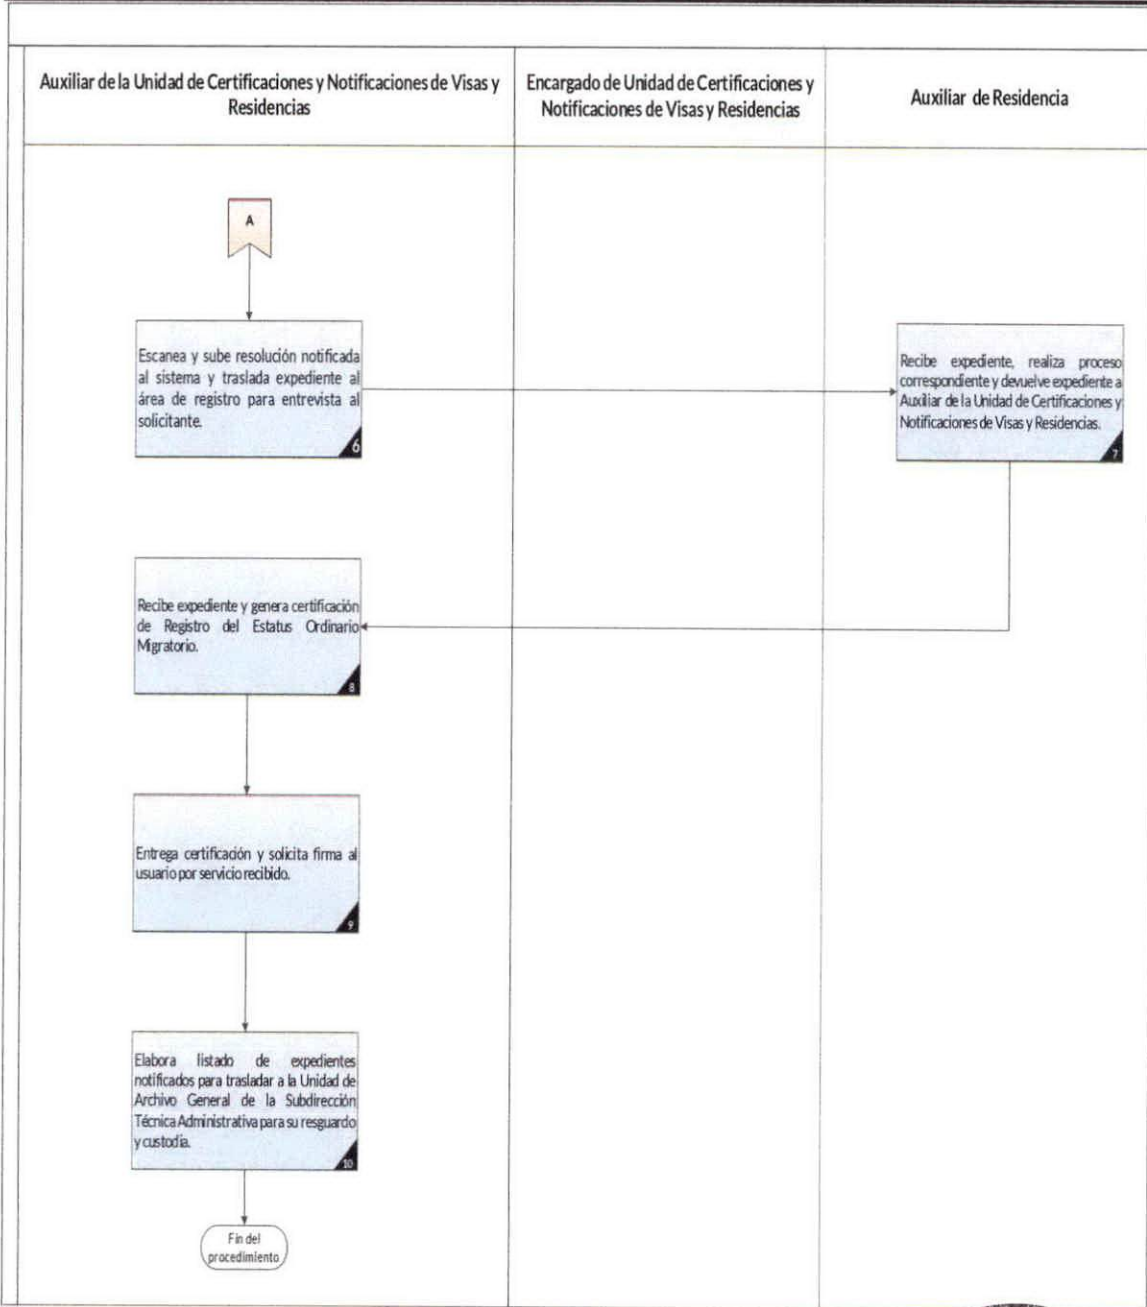 Auxiliar de la Unidad de Certificaciones y Notificaciones de Visas y
Residencias
Encargado de Unidad de Certificaciones y
Notificaciones de Visas y Residencias
Auxiliar de Residencia
A
Escanea y sube resolución notificada
al sistema y traslada expediente al
área de registro para entrevista al
solicitante.
6
Recibe expediente, realiza proceso
correspondiente y devuelve expediente a
Auxiliar de la Unidad de Certificaciones y
Notificaciones de Visas y Residencias.
7
Recibe expediente y genera certificación
de Registro del Estatus Ordinario
Migratorio.
8
Entrega certificación y solicita firma al
usuario por servicio recibido.
9
Elabora listado de expedientes
notificados para trasladar a la Unidad de
Archivo General de la Subdirección
Técnica Administrativa para su resguardo
y custodia.
10
Fin del
procedimiento